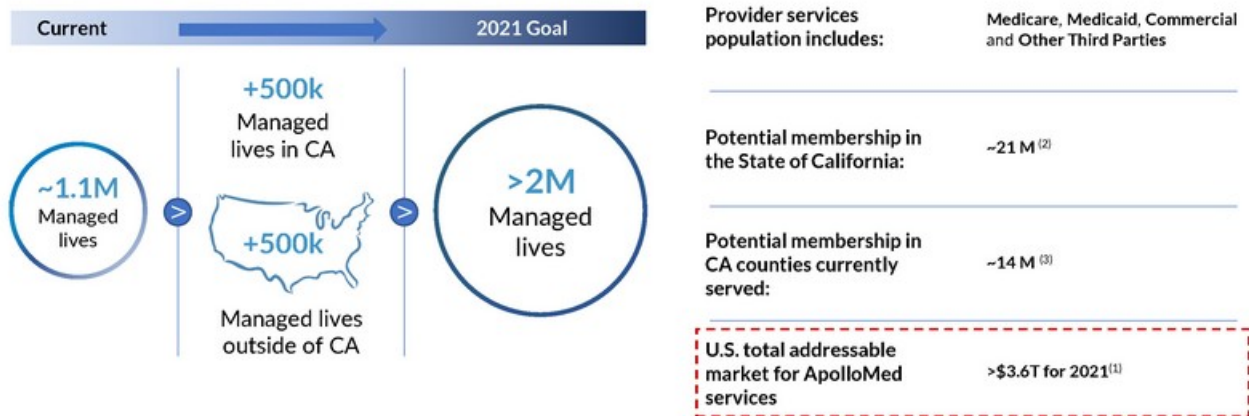 Current
2021 Goal
+500k
Managed
lives in CA
~1.1M
Managed
lives
>
+500k
>
>2M
Managed
lives
Managed lives
outside of CA
Provider services
population includes:
Medicare, Medicaid, Commercial
and Other Third Parties
Potential membership in
the State of California:
~21 M (2)
Potential membership in
CA counties currently
served:
~14 M (3)
U.S. total addressable
market for ApolloMed
services
>$3.6T for 2021(1)